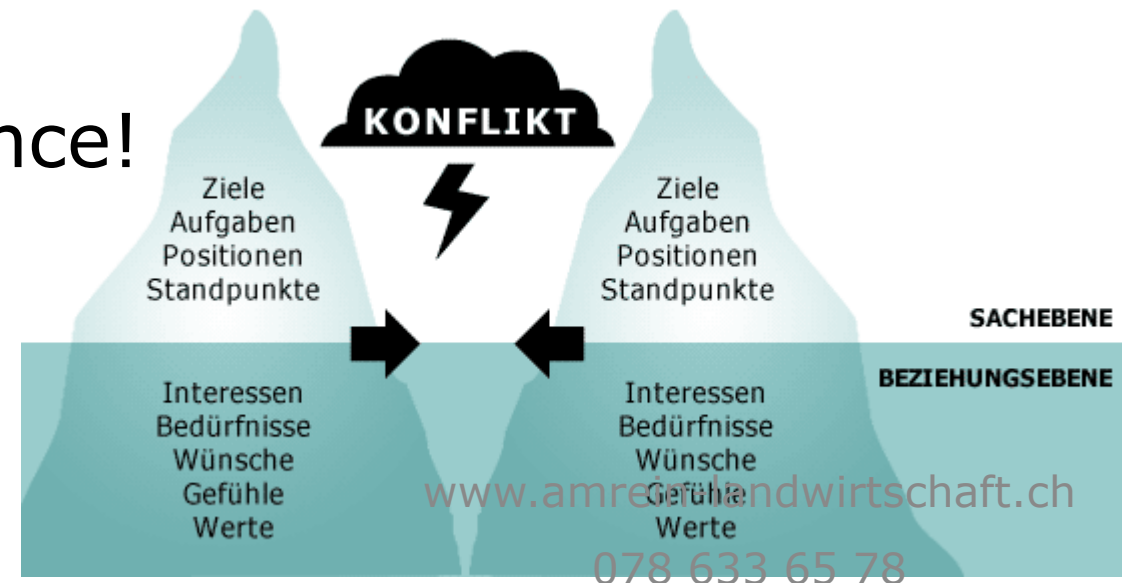 nce!
KONFLIKT
Ziele
Aufgaben
Positionen
Standpunkte
Ziele
Aufgaben
Positionen
Standpunkte
SACHEBENE
BEZIEHUNGSEBENE
Interessen
Bedürfnisse
Wünsche
Gefühle
Werte
Interessen
Bedürfnisse
Wünsche
Gefühle
Werte
www.amrein-landwirtschaft.ch
078 633 65 78